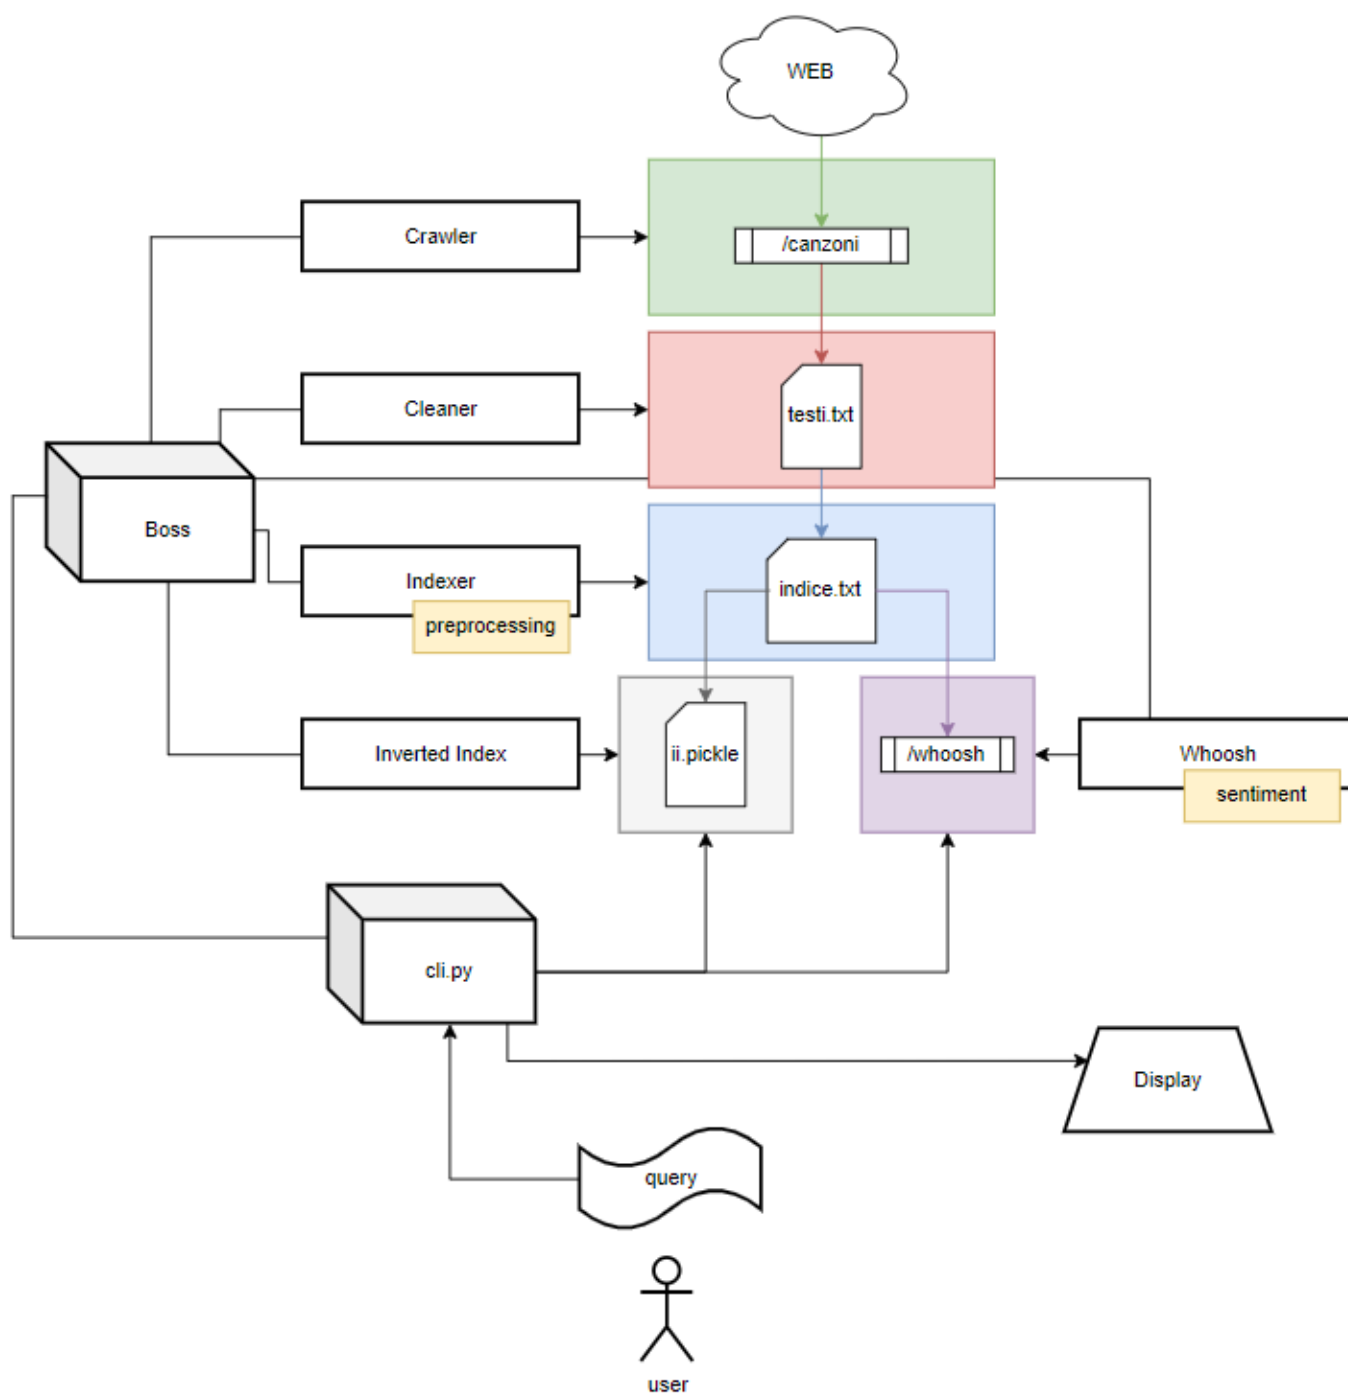 WEB
Crawler
/canzoni
Cleaner
testi.txt
Boss
Indexer
preprocessing
indice.txt
Inverted Index
ii.pickle
/whoosh
Whoosh
sentiment
cli.py
Display
query
user